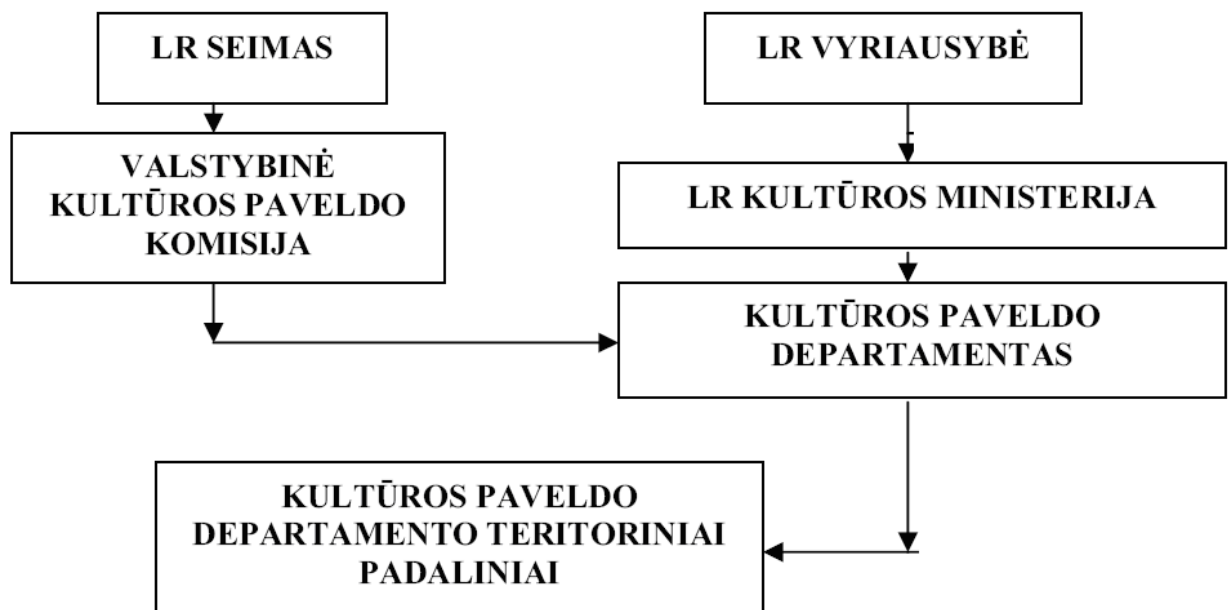 LR SEIMAS
LR VYRIAUSYBĖ
VALSTYBINĖ
KULTŪROS PAVELDO
KOMISIJA
LR KULTŪROS MINISTERIJA
KULTŪROS PAVELDO
DEPARTAMENTAS
KULTŪROS PAVELDO
DEPARTAMENTO TERITORINIAI
PADALINIAI